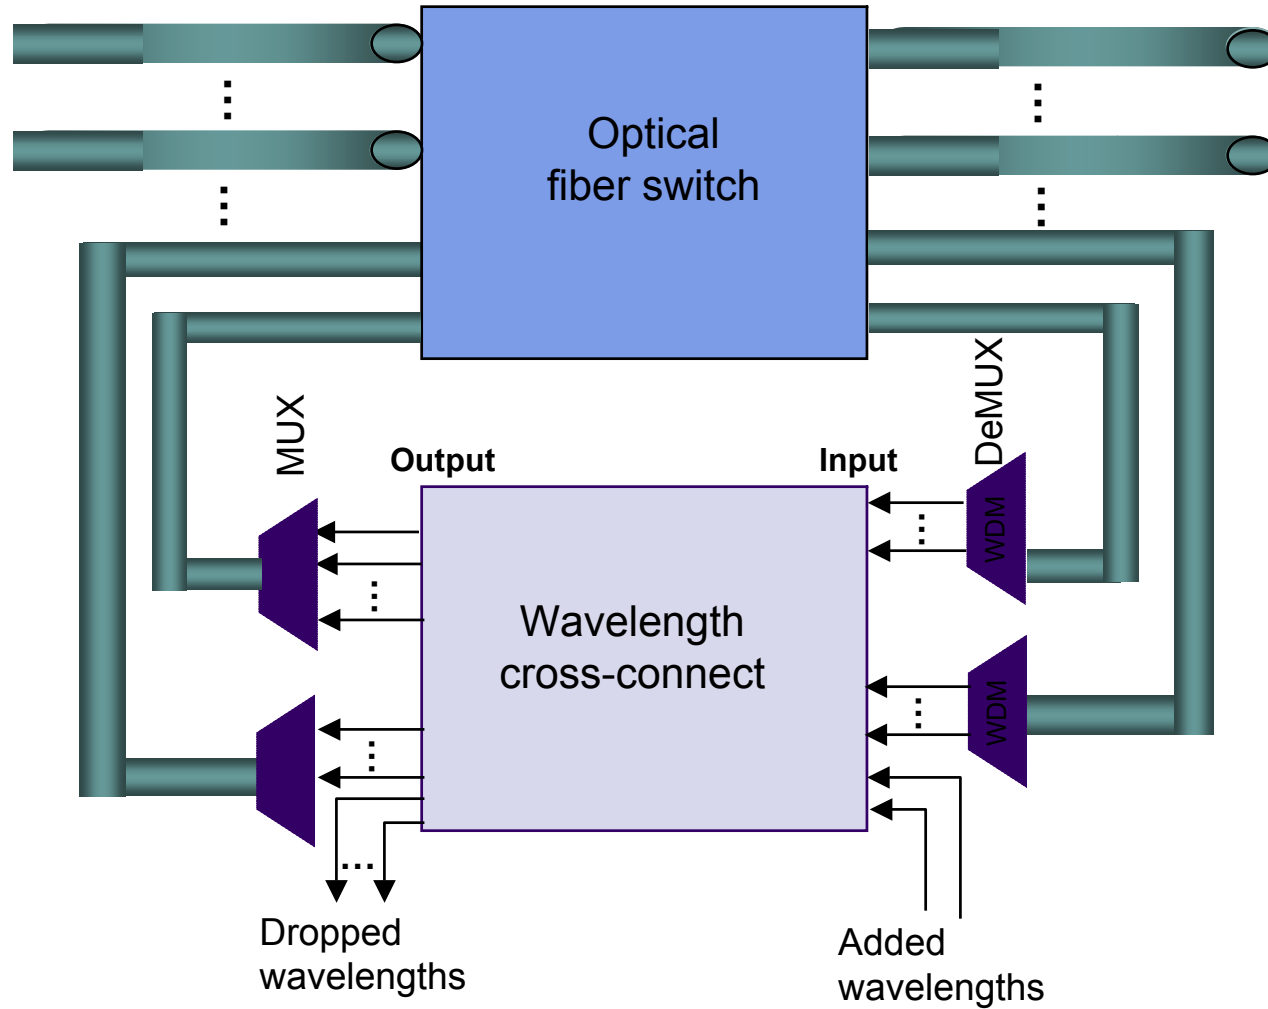 Optical
fiber switch
MUX
DeMUX
Output
Input
WDM
Wavelength
cross-connect
WDM
Dropped
wavelengths
Added
wavelengths